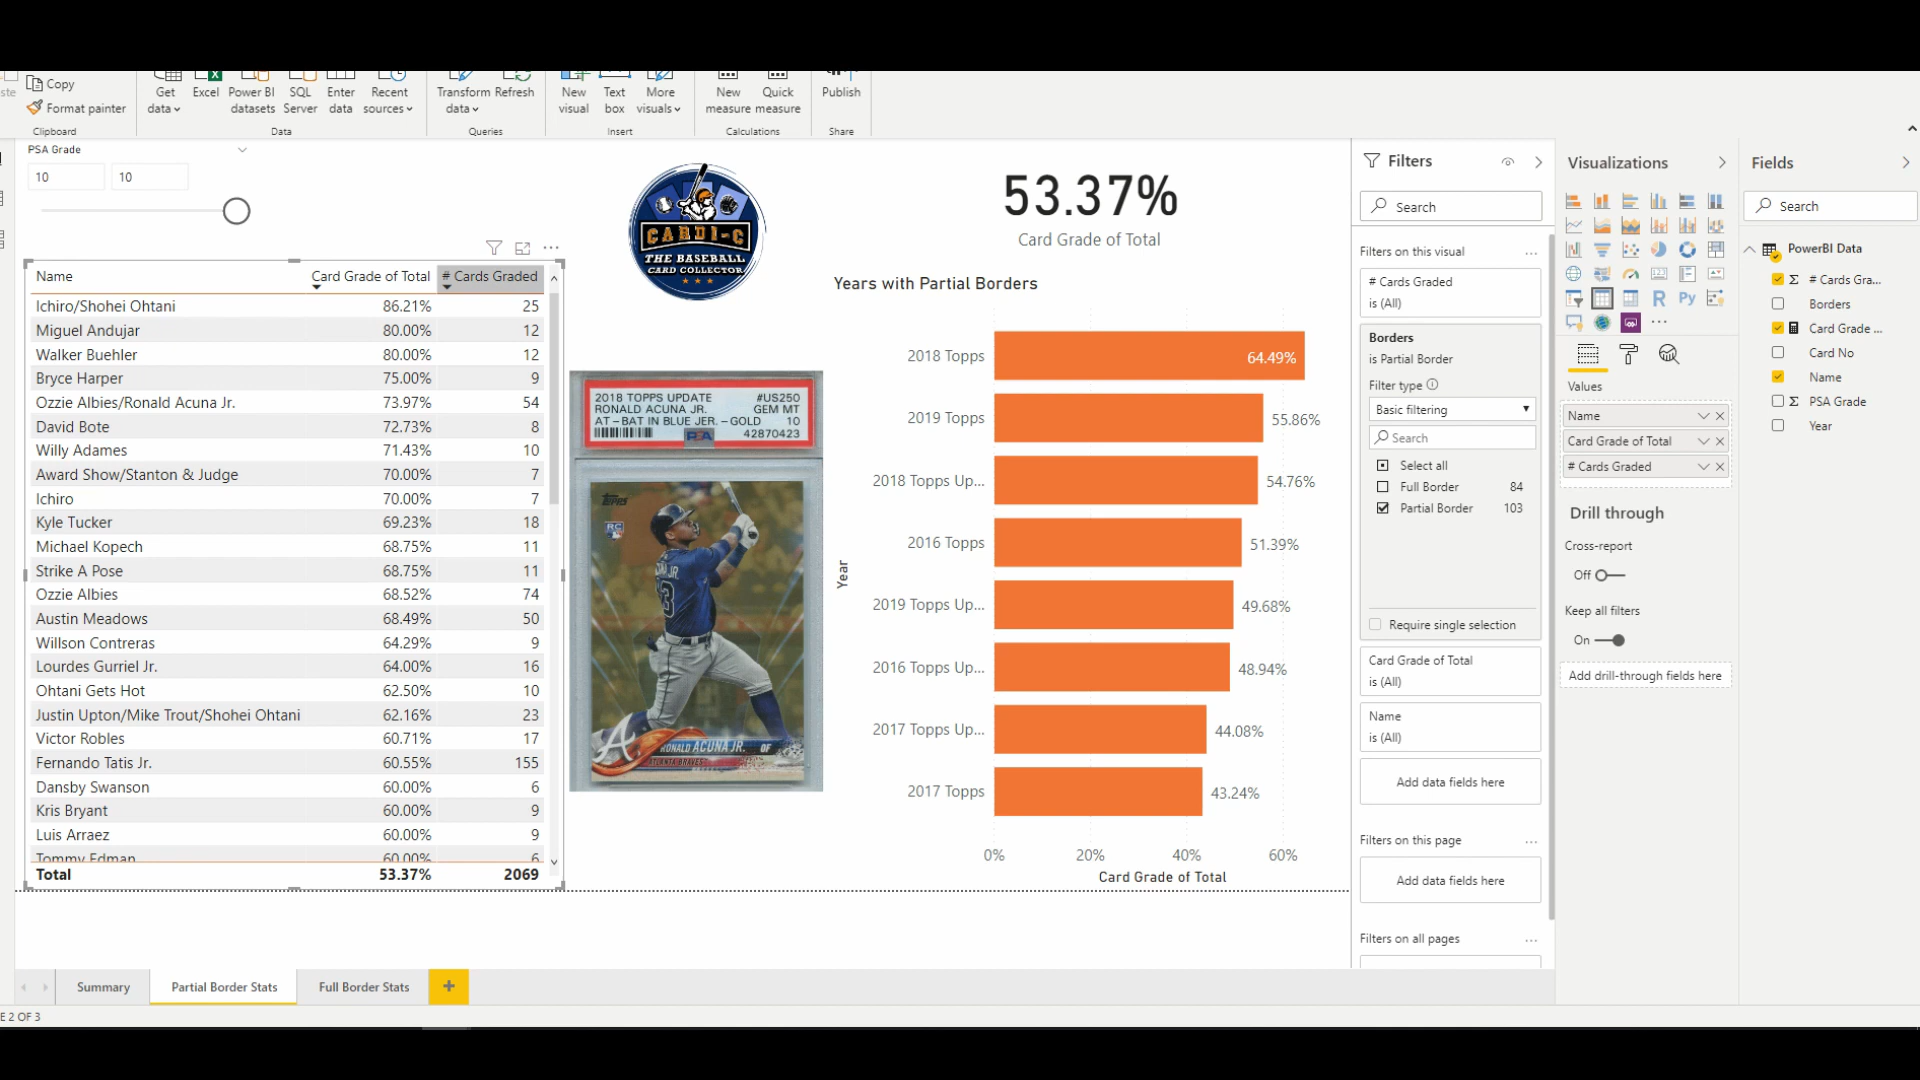 Copy
Format painter
Clipboard
Get data
Excel
Power BI datasets
SQL Server
Enter data
Recent sources
Data
Transform data
Refresh
Queries
New visual
Text box
More visuals
Insert
New measure
Quick measure
Calculations
Publish
Share
PSA Grade
10 10
Name Card Grade of Total # Cards Graded
Ichiro/Shohei Ohtani 86.21% 25
Miguel Andujar 80.00% 12
Walker Buehler 80.00% 12
Bryce Harper 75.00% 9
Ozzie Albies/Ronald Acuna Jr. 73.97% 54
David Bote 72.73% 8
Willy Adames 71.43% 10
Award Show/Stanton & Judge 70.00% 7
Ichiro 70.00% 7
Kyle Tucker 69.23% 18
Michael Kopech 68.75% 11
Strike A Pose 68.75% 11
Ozzie Albies 68.52% 74
Austin Meadows 68.49% 50
Willson Contreras 64.29% 9
Lourdes Gurriel Jr. 64.00% 16
Ohtani Gets Hot 62.50% 10
Justin Upton/Mike Trout/Shohei Ohtani 62.16% 23
Victor Robles 60.71% 17
Fernando Tatis Jr. 60.55% 155
Dansby Swanson 60.00% 6
Kris Bryant 60.00% 9
Luis Arraez 60.00% 9
Tommy Edman 60.00% 6
Total 53.37% 2069
CARDI-C
THE BASEBALL
CARD COLLECTOR
2018 TOPPS UPDATE #US250
RONALD ACUNA JR. GEM MT
AT-BAT IN BLUE JER.-GOLD 10
PSA 42870423
Topps
RC
RONALD ACUÑA JR. OF
ATLANTA BRAVES
53.37%
Card Grade of Total
Years with Partial Borders
Year
2018 Topps 64.49%
2019 Topps 55.86%
2018 Topps Up... 54.76%
2016 Topps 51.39%
2019 Topps Up... 49.68%
2016 Topps Up... 48.94%
2017 Topps Up... 44.08%
2017 Topps 43.24%
0% 20% 40% 60%
Card Grade of Total
Filters
Search
Filters on this visual ...
# Cards Graded
is (All)
Borders
is Partial Border
Filter type
Basic filtering
Search
Select all
Full Border 84
Partial Border 103
Require single selection
Card Grade of Total
is (All)
Name
is (All)
Add data fields here
Filters on this page ...
Add data fields here
Filters on all pages ...
Visualizations
R Py
...
Values
Name
Card Grade of Total
# Cards Graded
Drill through
Cross-report
Off
Keep all filters
On
Add drill-through fields here
Fields
Search
PowerBI Data
# Cards Gra...
Borders
Card Grade ...
Card No
Name
PSA Grade
Year
Summary
Partial Border Stats
Full Border Stats
+
E 2 OF 3